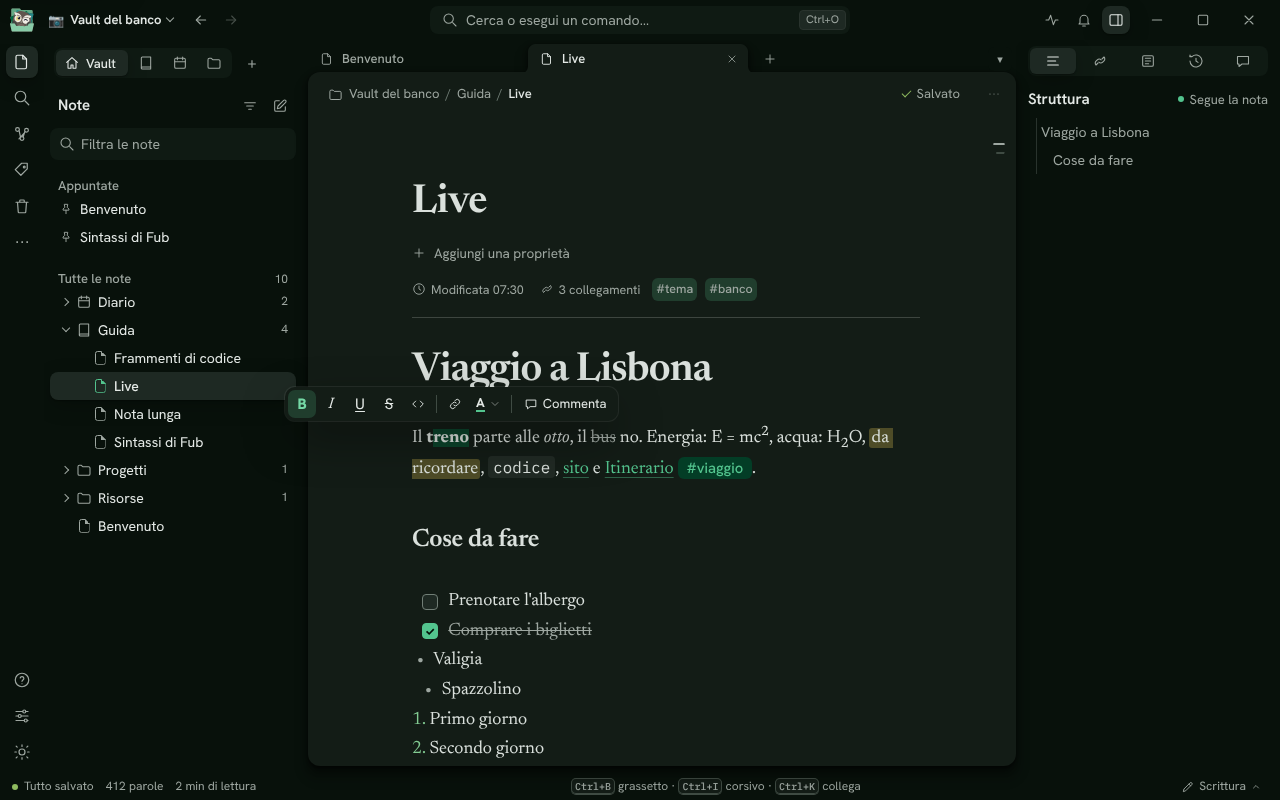 Vault del banco
Cerca o esegui un comando...
Ctrl+O
Vault
Note
Filtra le note
Appuntate
Benvenuto
Sintassi di Fub
Tutte le note 10
Diario 2
Guida 4
Frammenti di codice
Live
Nota lunga
Sintassi di Fub
Progetti 1
Risorse 1
Benvenuto
Benvenuto
Live
Vault del banco / Guida / Live
Salvato
Live
Aggiungi una proprietà
Modificata 07:30
3 collegamenti
#tema
#banco
Viaggio a Lisbona
B I U S <> A Commenta
Il treno parte alle otto, il bus no. Energia: E = mc², acqua: H₂O, da
ricordare, codice, sito e Itinerario #viaggio.
Cose da fare
Prenotare l'albergo
Comprare i biglietti
• Valigia
• Spazzolino
1. Primo giorno
2. Secondo giorno
Struttura
Segue la nota
Viaggio a Lisbona
Cose da fare
Tutto salvato 412 parole 2 min di lettura
Ctrl+B grassetto · Ctrl+I corsivo · Ctrl+K collega
Scrittura